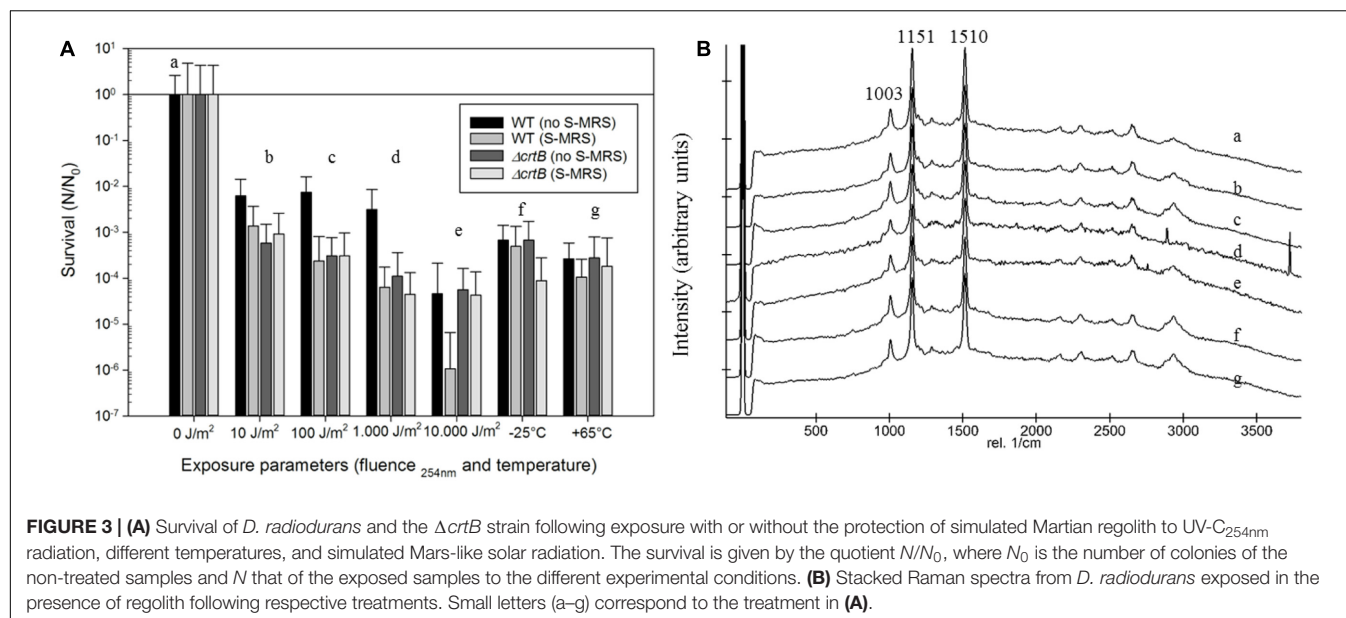 A
a
b
c
d
e
f
g
10⁰
10⁻¹
10⁻²
10⁻³
10⁻⁴
10⁻⁵
10⁻⁶
10⁻⁷
Survival (N/N₀)
WT (no S-MRS)
WT (S-MRS)
ΔcrtB (no S-MRS)
ΔcrtB (S-MRS)
0 J/m² 10 J/m² 100 J/m² 1.000 J/m² 10.000 J/m² -25°C +65°C
Exposure parameters (fluence 254nm and temperature)
B
1151 1510
1003
a
b
c
d
e
f
g
Intensity (arbitrary units)
500 1000 1500 2000 2500 3000 3500
rel. 1/cm
FIGURE 3 | (A) Survival of D. radiodurans and the ΔcrtB strain following exposure with or without the protection of simulated Martian regolith to UV-C254nm
radiation, different temperatures, and simulated Mars-like solar radiation. The survival is given by the quotient N/N₀, where N₀ is the number of colonies of the
non-treated samples and N that of the exposed samples to the different experimental conditions. (B) Stacked Raman spectra from D. radiodurans exposed in the
presence of regolith following respective treatments. Small letters (a–g) correspond to the treatment in (A).